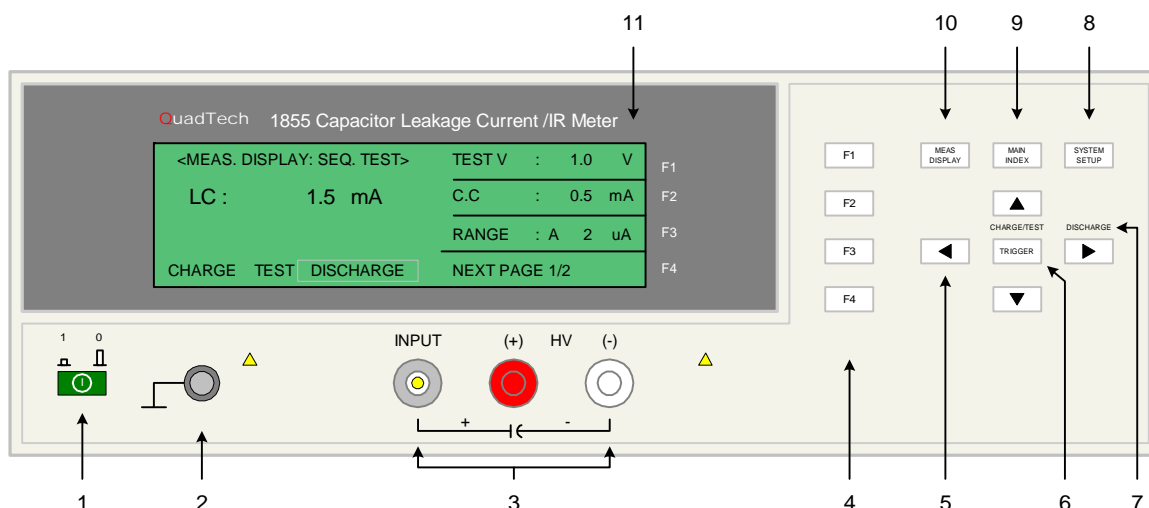 11 10 9 8
QuadTech 1855 Capacitor Leakage Current /IR Meter
<MEAS. DISPLAY: SEQ. TEST> TEST V : 1.0 V F1
LC : 1.5 mA C.C : 0.5 mA F2
RANGE : A 2 uA F3
CHARGE TEST DISCHARGE NEXT PAGE 1/2 F4
F1 MEAS DISPLAY MAIN INDEX SYSTEM SETUP
F2
CHARGE/TEST DISCHARGE
F3 TRIGGER
F4
1 0 INPUT (+) HV (-)
+ -
1 2 3 4 5 6 7